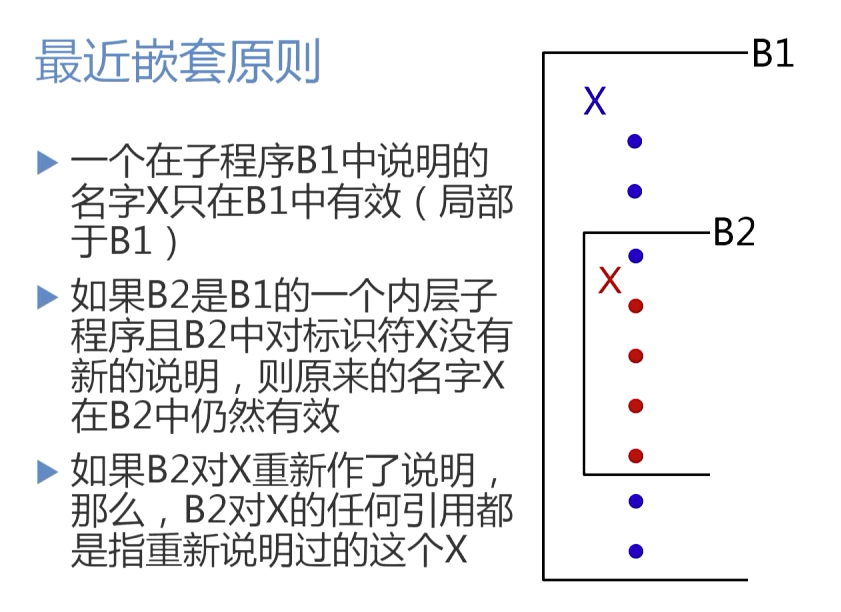 最近嵌套原则
一个在子程序B1中说明的
名字X只在B1中有效（局部
于B1）
如果B2是B1的一个内层子
程序且B2中对标识符X没有
新的说明，则原来的名字X
在B2中仍然有效
如果B2对X重新作了说明，
那么，B2对X的任何引用都
是指重新说明过的这个X
B1
X
B2
X